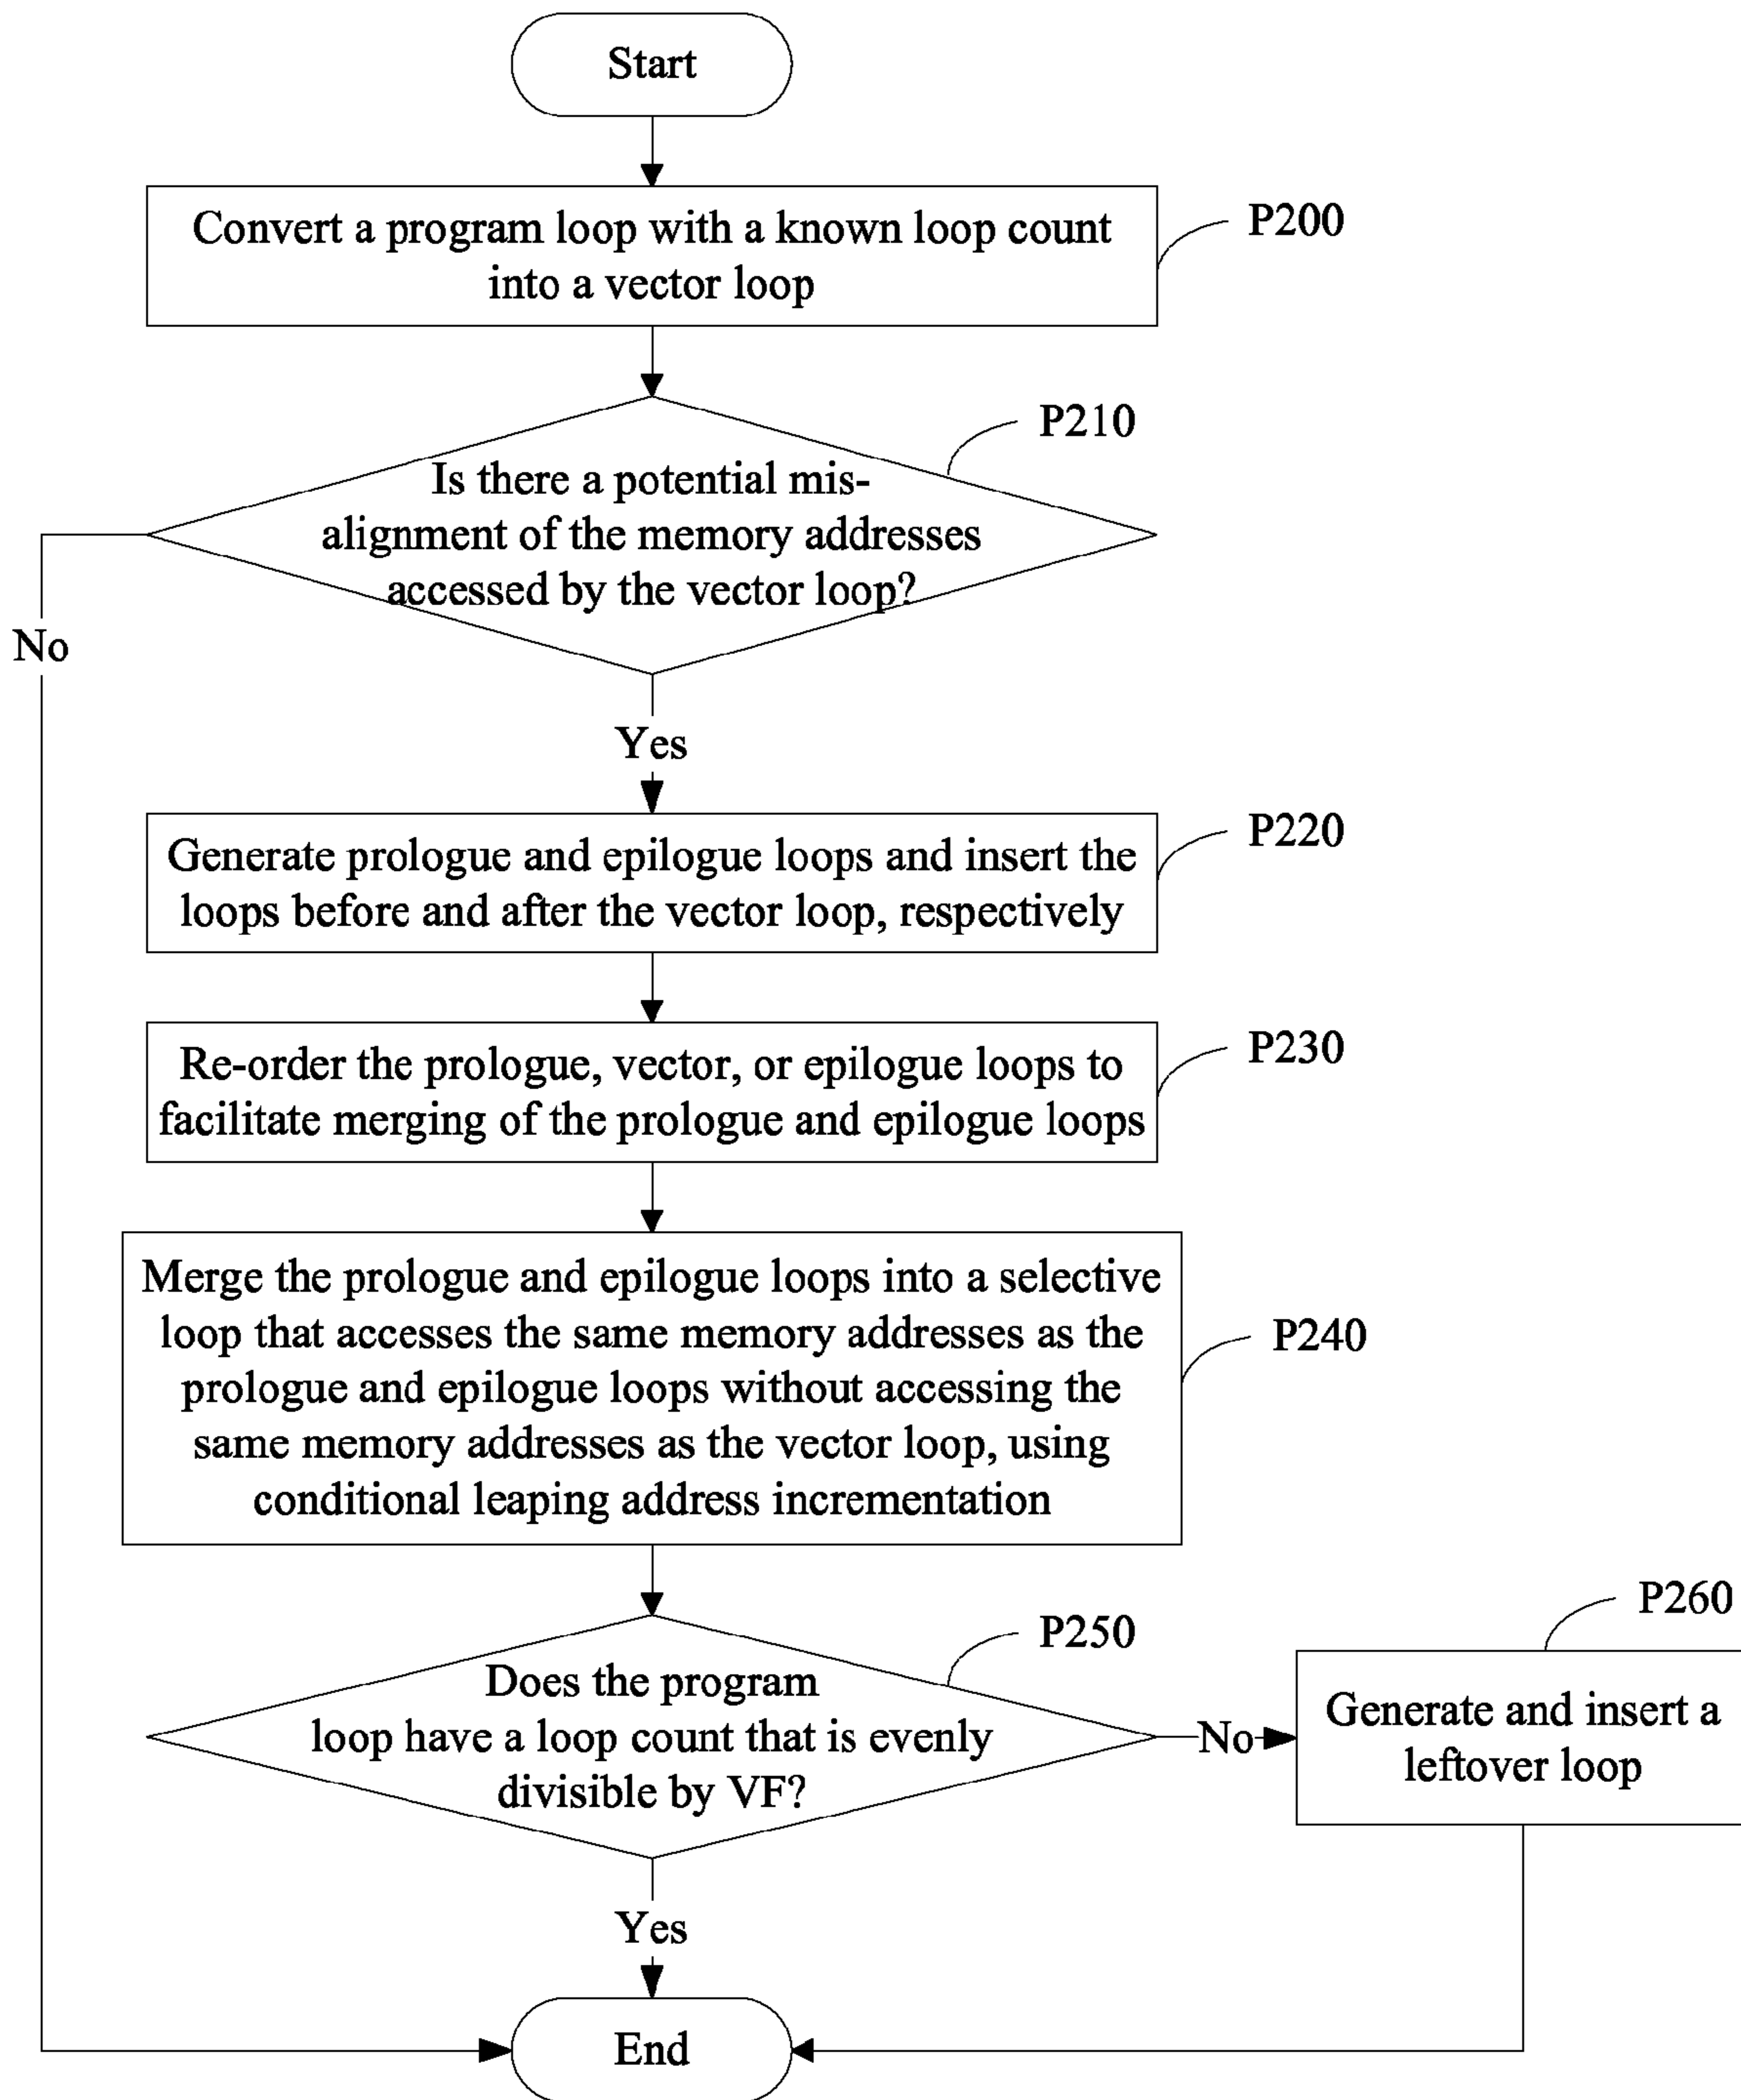 Start
Convert a program loop with a known loop count
into a vector loop
P200
P210
Is there a potential mis-
alignment of the memory addresses
accessed by the vector loop?
No
Yes
Generate prologue and epilogue loops and insert the
loops before and after the vector loop, respectively
P220
Re-order the prologue, vector, or epilogue loops to
facilitate merging of the prologue and epilogue loops
P230
Merge the prologue and epilogue loops into a selective
loop that accesses the same memory addresses as the
prologue and epilogue loops without accessing the
same memory addresses as the vector loop, using
conditional leaping address incrementation
P240
P250
Does the program
loop have a loop count that is evenly
divisible by VF?
No
P260
Generate and insert a
leftover loop
Yes
End